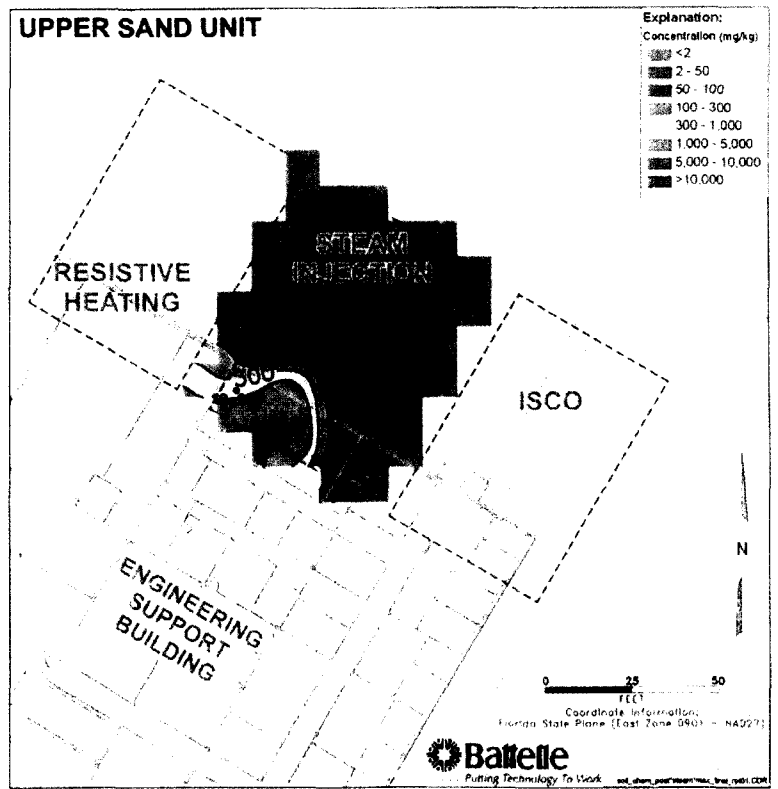 UPPER SAND UNIT
Explanation:
Concentration (mg/kg)
<2
2 - 50
50 - 100
100 - 300
300 - 1,000
1,000 - 5,000
5,000 - 10,000
>10,000
STEAM
INJECTION
RESISTIVE
HEATING
300
ISCO
N
ENGINEERING
SUPPORT
BUILDING
0 25 50
FEET
Coordinate Information:
Florida State Plane (East Zone 0901 - NAD27)
Battelle
Putting Technology To Work